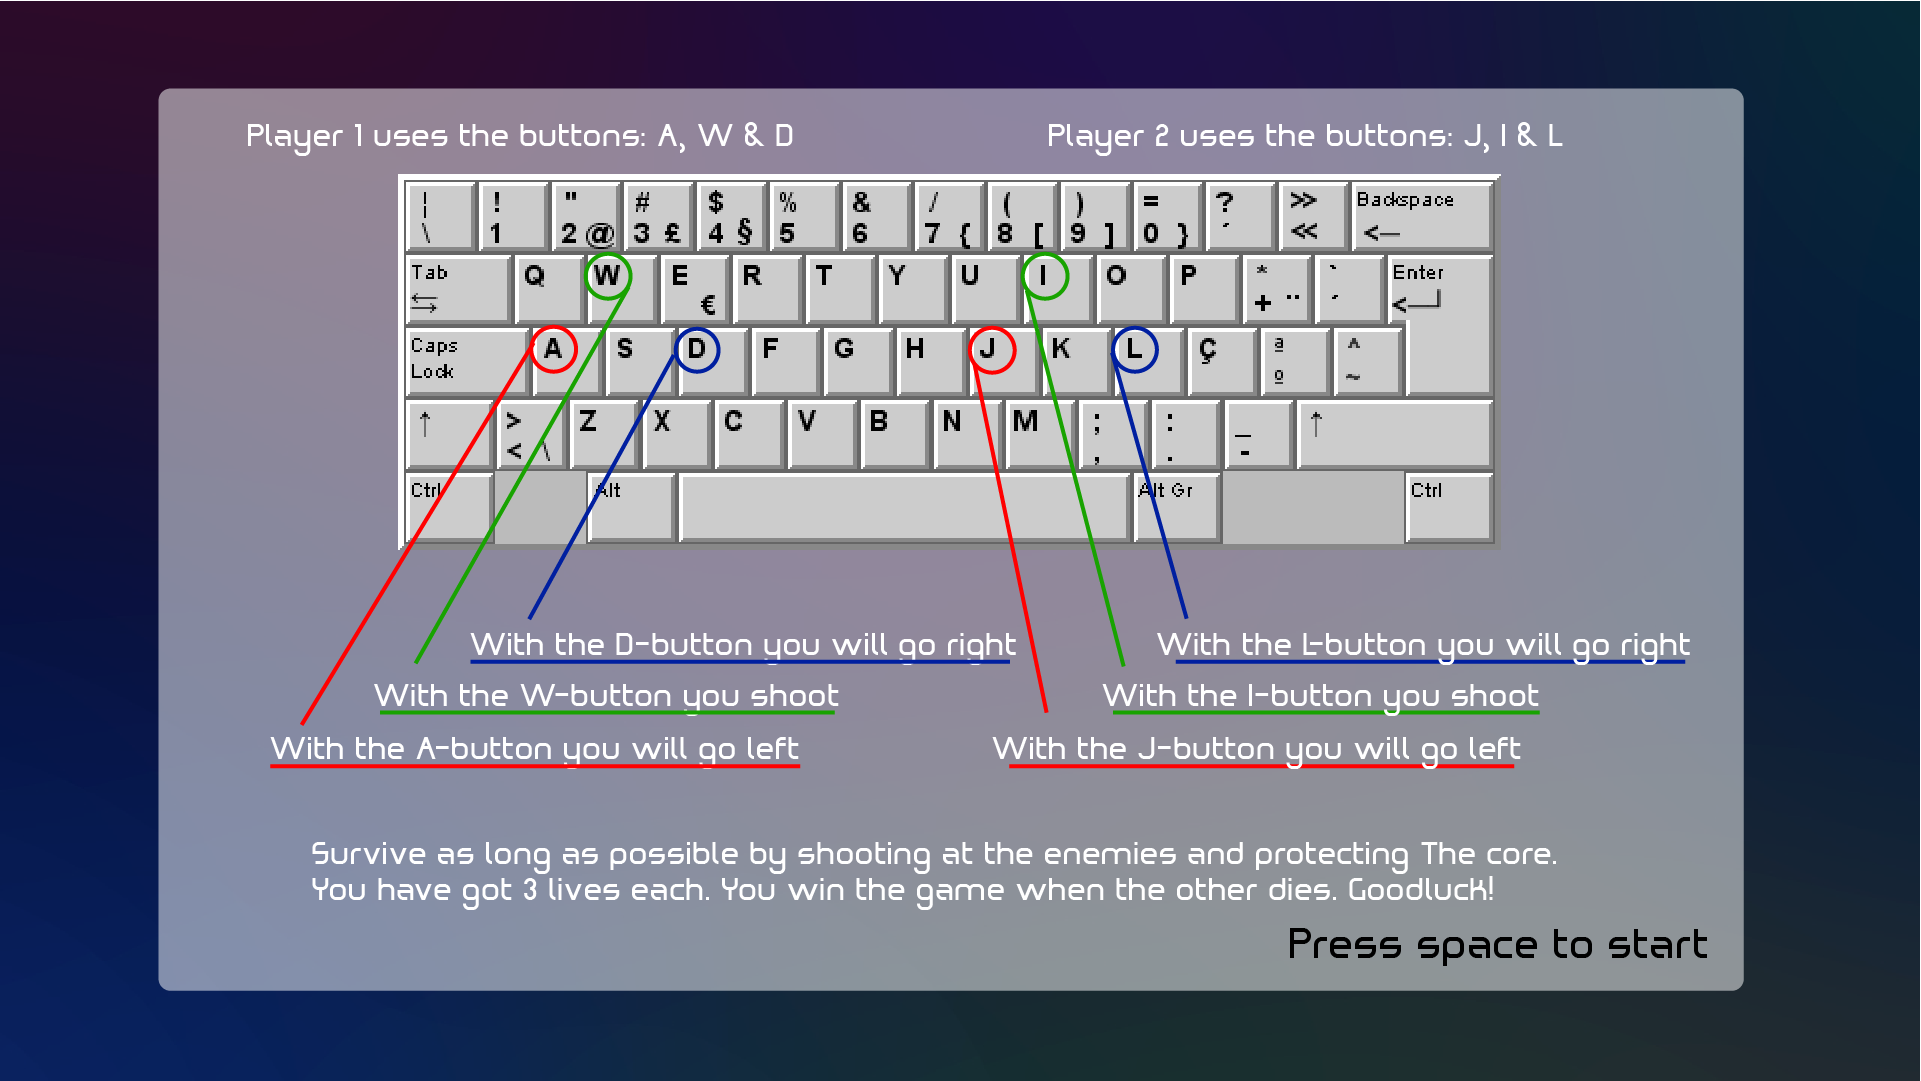 Player 1 uses the buttons: A, W & D
Player 2 uses the buttons: J, I & L
| ! " # $ % & / ( ) = ? >> Backspace
\ 1 2 @ 3 £ 4 § 5 6 7 { 8 [ 9 ] 0 } ´ << <—
Tab Q W E R T Y U I O P * ` Enter
⇆ € + ¨ ´ <—┘
Caps A S D F G H J K L Ç ª ^
Lock º ~
↑ > Z X C V B N M ; : _ ↑
< \ , . -
Ctrl Alt Alt Gr Ctrl
With the D-button you will go right
With the L-button you will go right
With the W-button you shoot
With the I-button you shoot
With the A-button you will go left
With the J-button you will go left
Survive as long as possible by shooting at the enemies and protecting The core.
You have got 3 lives each. You win the game when the other dies. Goodluck!
Press space to start